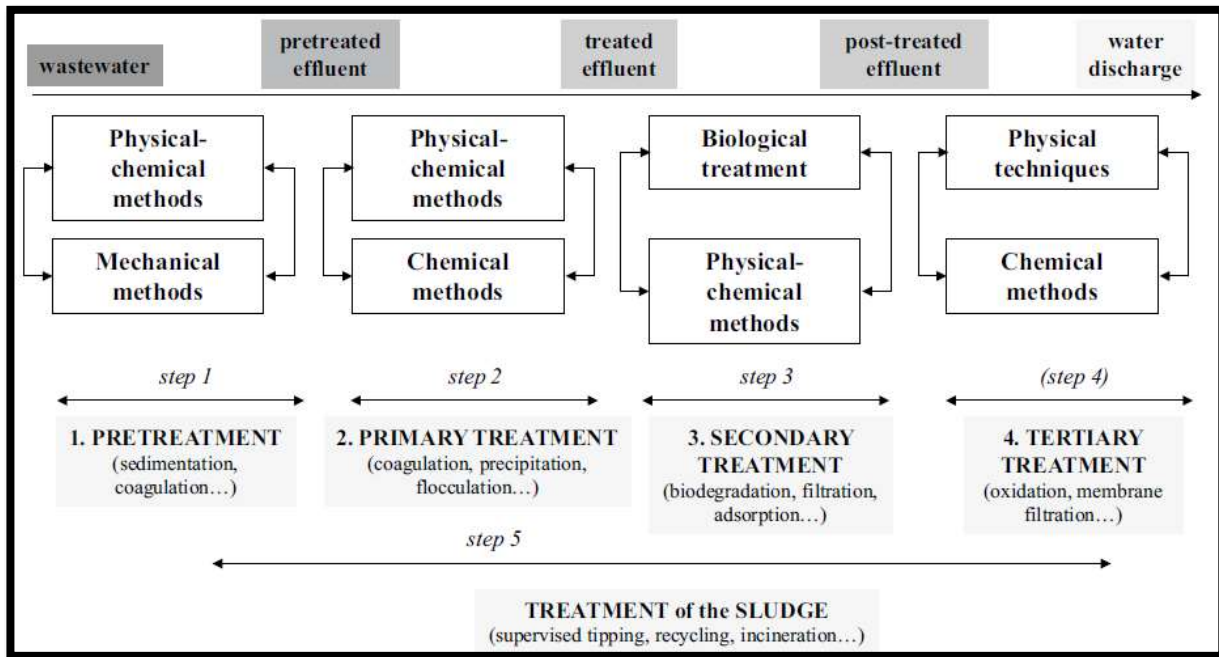 wastewater
pretreated
effluent
treated
effluent
post-treated
effluent
water
discharge
Physical-
chemical
methods
Mechanical
methods
Physical-
chemical
methods
Chemical
methods
Biological
treatment
Physical-
chemical
methods
Physical
techniques
Chemical
methods
step 1
step 2
step 3
(step 4)
1. PRETREATMENT
(sedimentation,
coagulation…)
2. PRIMARY TREATMENT
(coagulation, precipitation,
flocculation…)
3. SECONDARY
TREATMENT
(biodegradation, filtration,
adsorption…)
4. TERTIARY
TREATMENT
(oxidation, membrane
filtration…)
step 5
TREATMENT of the SLUDGE
(supervised tipping, recycling, incineration…)